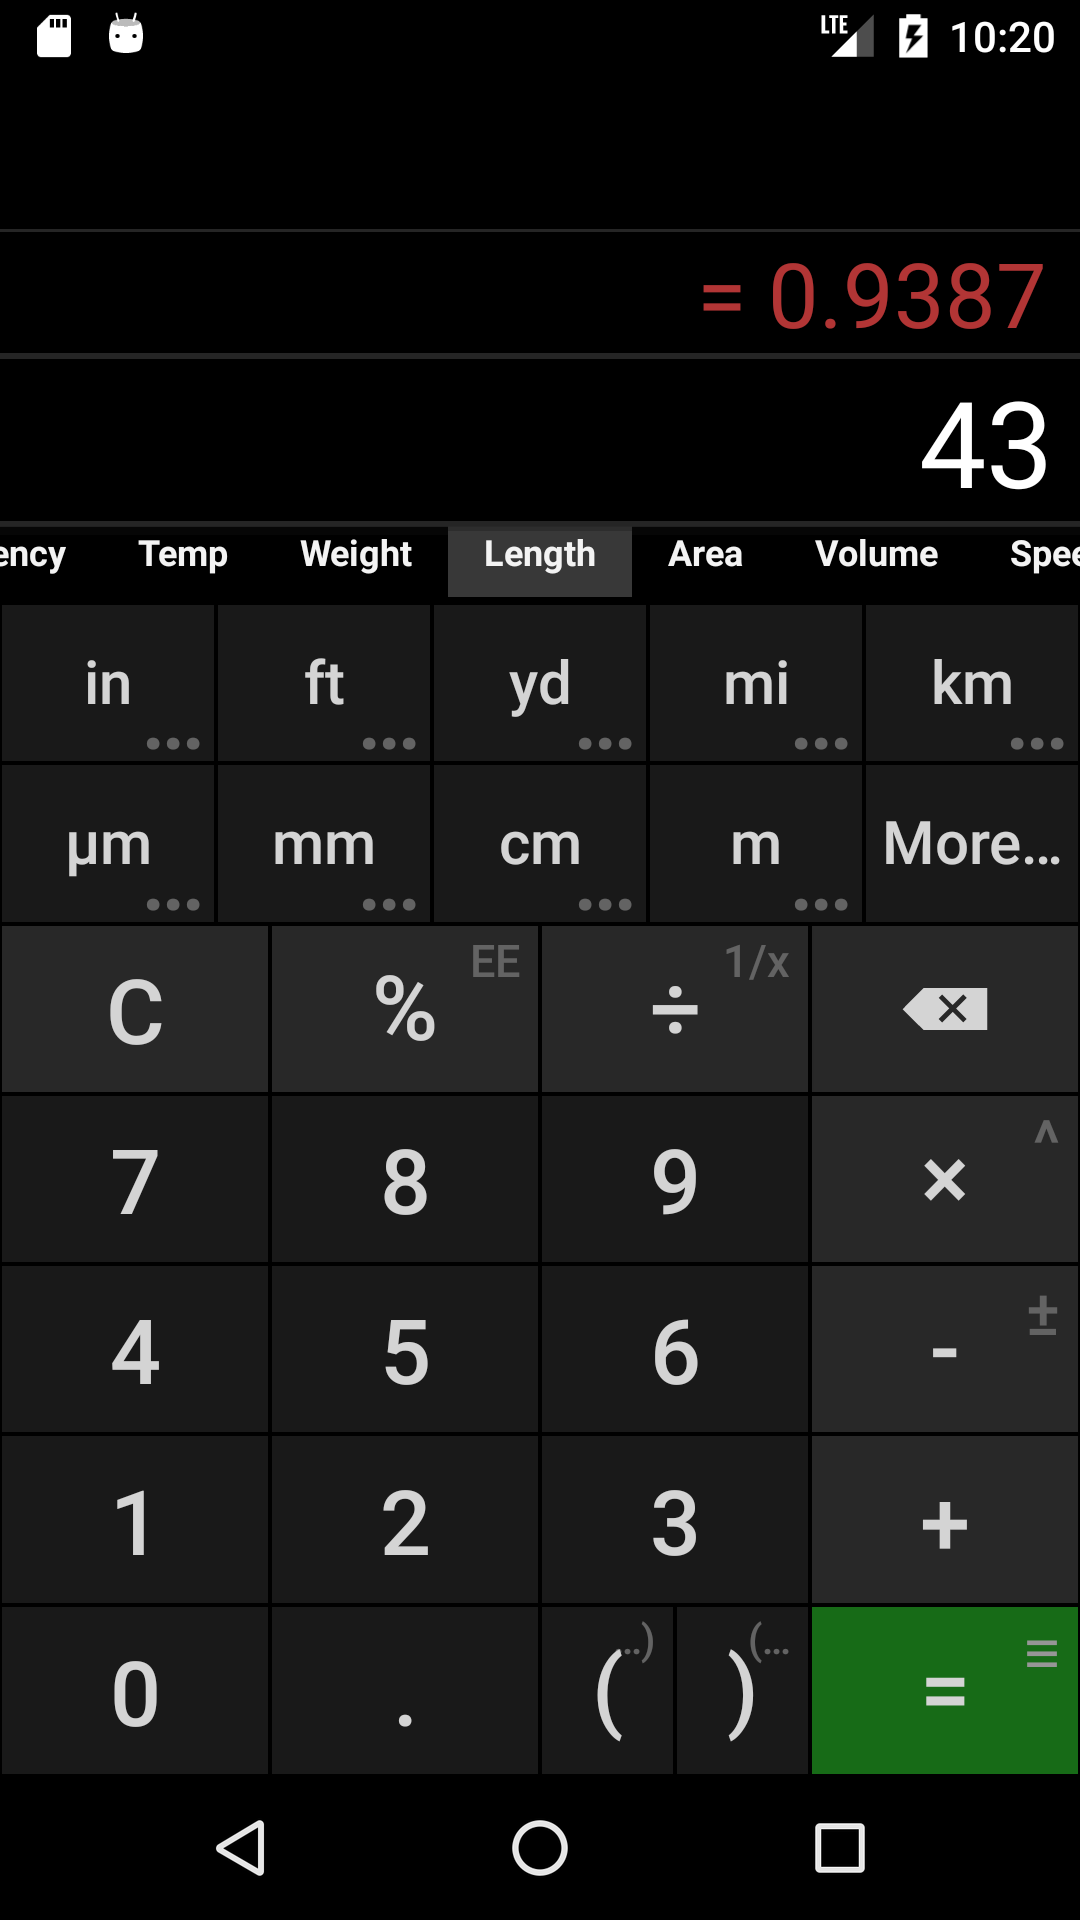 LTE 10:20
= 0.9387
43
ency Temp Weight Length Area Volume Spee
in ft yd mi km
µm mm cm m More...
C % EE ÷ 1/x
7 8 9 × ^
4 5 6 - ±
1 2 3 +
0 . ( ..) ) (... =